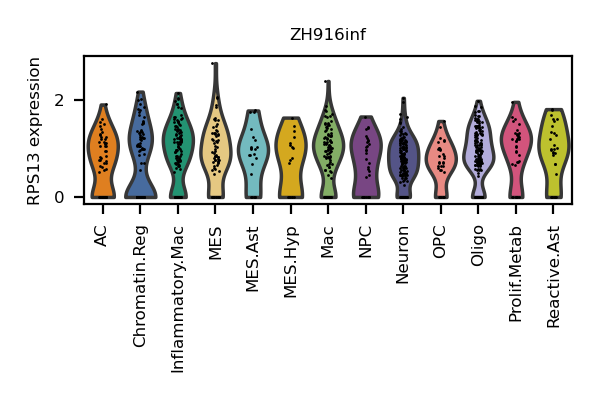 ZH916inf
RPS13 expression
2
0
AC
Chromatin.Reg
Inflammatory.Mac
MES
MES.Ast
MES.Hyp
Mac
NPC
Neuron
OPC
Oligo
Prolif.Metab
Reactive.Ast